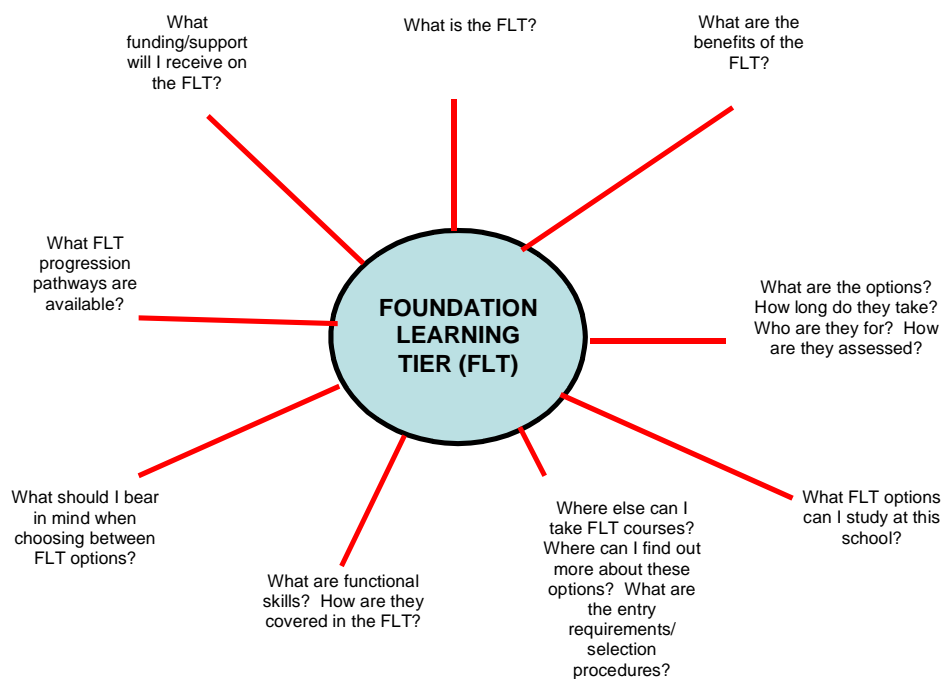 What
funding/support
will I receive on
the FLT?
What is the FLT?
What are the
benefits of the
FLT?
What FLT
progression
pathways are
available?
FOUNDATION
LEARNING
TIER (FLT)
What are the options?
How long do they take?
Who are they for?  How
are they assessed?
What should I bear
in mind when
choosing between
FLT options?
What are functional
skills?  How are they
covered in the FLT?
Where else can I
take FLT courses?
Where can I find out
more about these
options?  What are
the entry
requirements/
selection
procedures?
What FLT options
can I study at this
school?